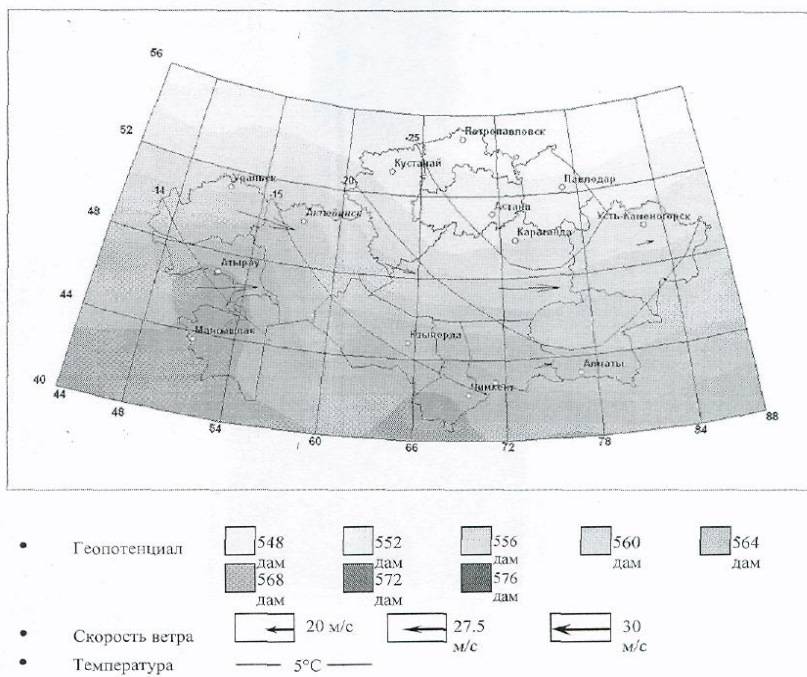 56
52
48
44
40
44
48
54
60
66
72
78
84
88
Петропавловск
-25
Кустанай
Павлодар
-20
Уральск
-14
-15
Актюбинск
Астана
Караганда
Усть-Каменогорск
Атырау
Мангышлак
Кзылорда
Алматы
Чимкент
• Геопотенциал
548 дам
552 дам
556 дам
560 дам
564 дам
568 дам
572 дам
576 дам
• Скорость ветра
20 м/с
27.5 м/с
30 м/с
• Температура
5°C